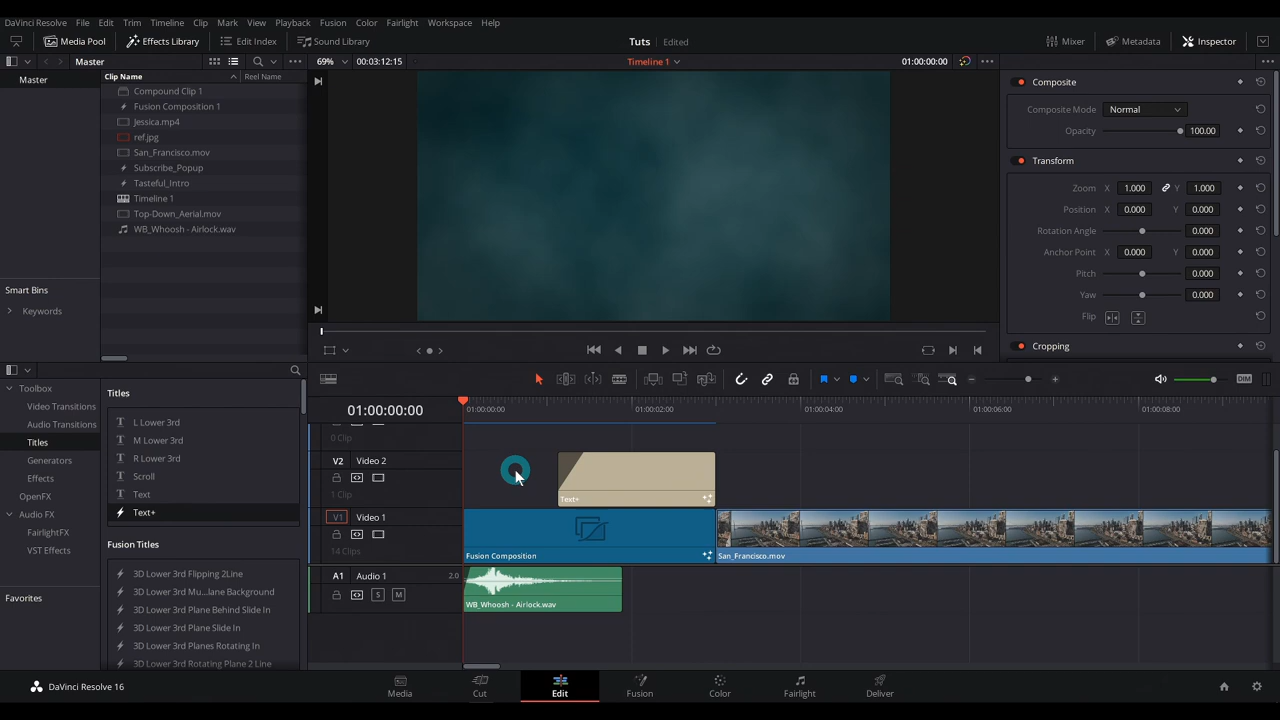 DaVinci Resolve File Edit Trim Timeline Clip Mark Playback Fusion Color Fairlight Workspace Help
Media Pool Effects Library Edit Index Sound Library Tuts Edited Mixer Metadata Inspector
Master 69% 00:03:12:15 Timeline 1 01:00:00:00
Master
Clip Name Reel Name
Compound Clip 1
Fusion Composition 1
Jessica.mp4
ref.jpg
San_Francisco.mov
Subscribe_Popup
Tasteful_Intro
Timeline 1
Top-Down_Aerial.mov
WB_Whoosh - Airlock.wav
Smart Bins
Keywords
Composite
Composite Mode Normal
Opacity 100.00
Transform
Zoom X 1.000 Y 1.000
Position X 0.000 Y 0.000
Rotation Angle 0.000
Anchor Point X 0.000 Y 0.000
Pitch 0.000
Yaw 0.000
Flip
Cropping
Toolbox
Video Transitions
Audio Transitions
Titles
Generators
Effects
OpenFX
Audio FX
FairlightFX
VST Effects
Favorites
Titles
L Lower 3rd
M Lower 3rd
R Lower 3rd
Scroll
Text
Text+
Fusion Titles
3D Lower 3rd Flipping 2Line
3D Lower 3rd Mu...lane Background
3D Lower 3rd Plane Behind Slide In
3D Lower 3rd Plane Slide In
3D Lower 3rd Planes Rotating In
3D Lower 3rd Rotating Plane 2 Line
DIM
01:00:00:00 01:00:00:00 01:00:02:00 01:00:04:00 01:00:06:00 01:00:08:00
0 Clip
V2 Video 2
1 Clip
Text+
V1 Video 1
14 Clips
Fusion Composition San_Francisco.mov
A1 Audio 1 2.0
S M
WB_Whoosh - Airlock.wav
DaVinci Resolve 16
Media Cut Edit Fusion Color Fairlight Deliver